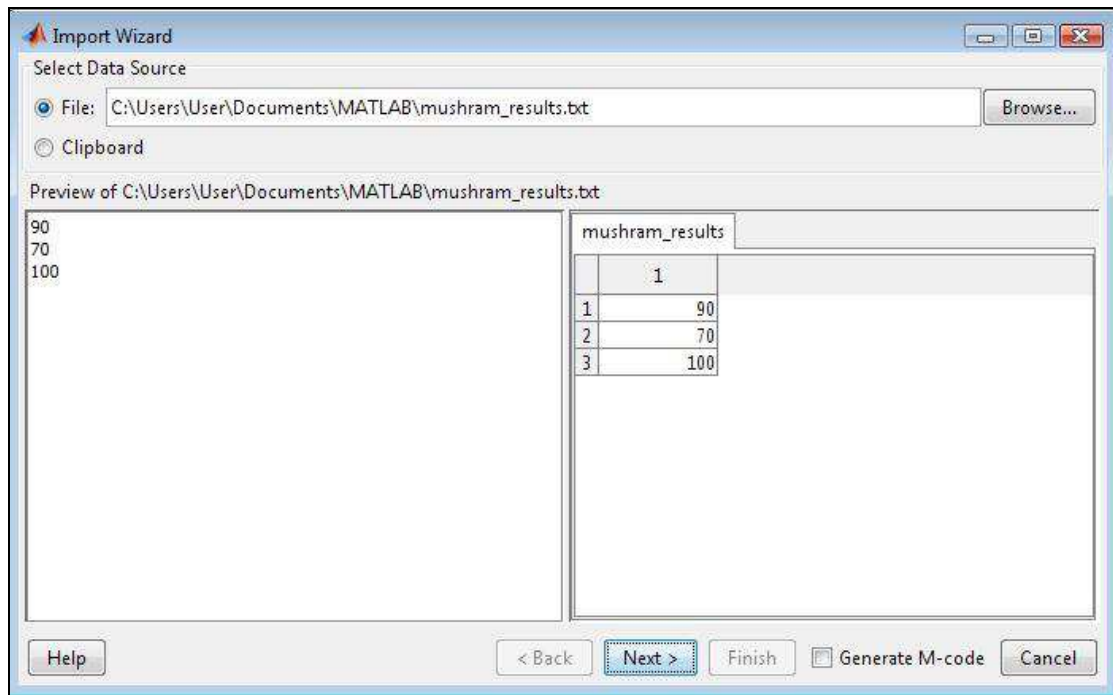 Import Wizard
Select Data Source
File: C:\Users\User\Documents\MATLAB\mushram_results.txt Browse...
Clipboard
Preview of C:\Users\User\Documents\MATLAB\mushram_results.txt
90
70
100
mushram_results
1
1 90
2 70
3 100
Help < Back Next > Finish Generate M-code Cancel